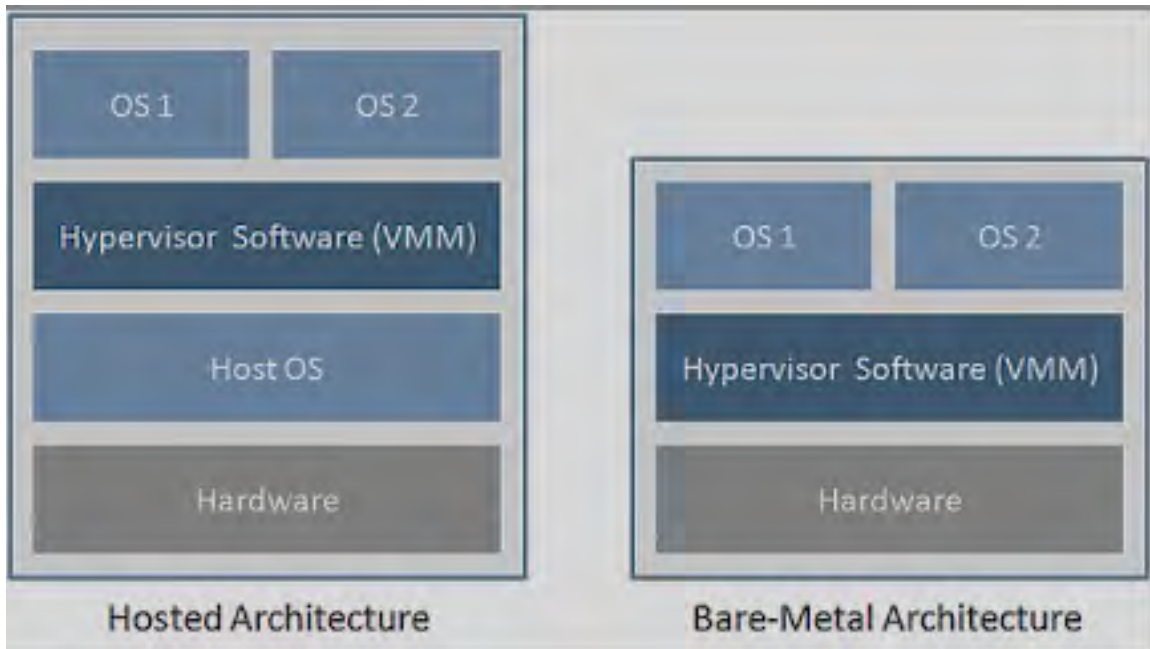 OS 1
OS 2
Hypervisor Software (VMM)
Host OS
Hardware
Hosted Architecture
OS 1
OS 2
Hypervisor Software (VMM)
Hardware
Bare-Metal Architecture